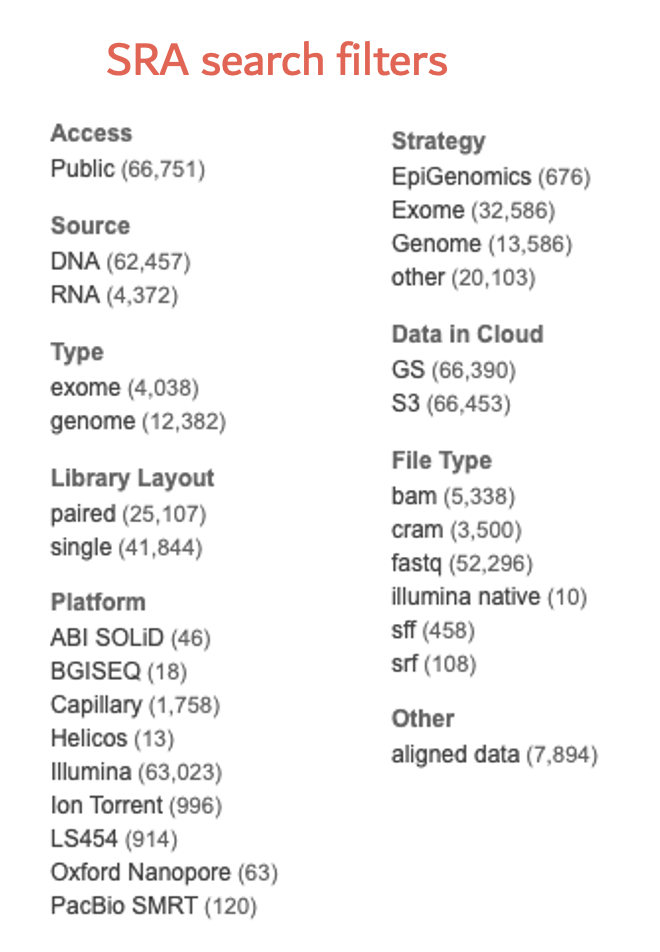 SRA search filters
Access
Public (66,751)
Source
DNA (62,457)
RNA (4,372)
Type
exome (4,038)
genome (12,382)
Library Layout
paired (25,107)
single (41,844)
Platform
ABI SOLiD (46)
BGISEQ (18)
Capillary (1,758)
Helicos (13)
Illumina (63,023)
Ion Torrent (996)
LS454 (914)
Oxford Nanopore (63)
PacBio SMRT (120)
Strategy
EpiGenomics (676)
Exome (32,586)
Genome (13,586)
other (20,103)
Data in Cloud
GS (66,390)
S3 (66,453)
File Type
bam (5,338)
cram (3,500)
fastq (52,296)
illumina native (10)
sff (458)
srf (108)
Other
aligned data (7,894)